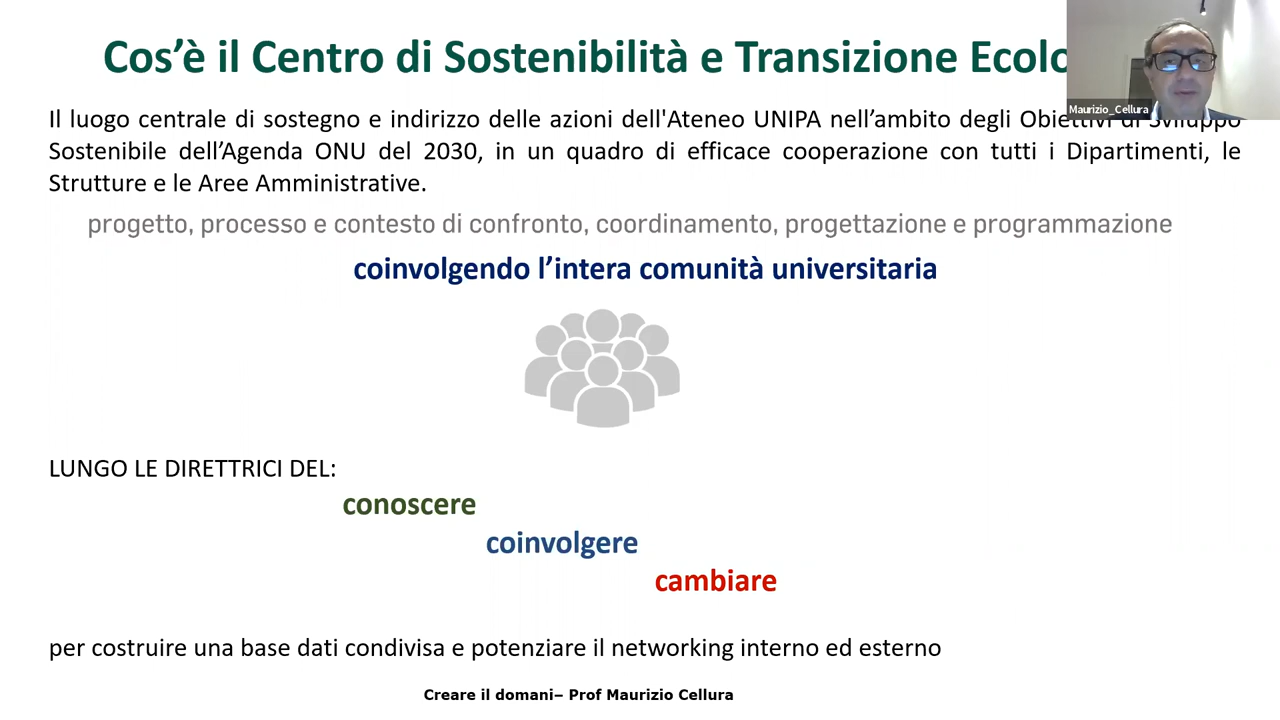 Cos’è il Centro di Sostenibilità e Transizione Ecolo
Maurizio_Cellura
Il luogo centrale di sostegno e indirizzo delle azioni dell'Ateneo UNIPA nell’ambito degli Obiettivi di Sviluppo
Sostenibile dell’Agenda ONU del 2030, in un quadro di efficace cooperazione con tutti i Dipartimenti, le
Strutture e le Aree Amministrative.
progetto, processo e contesto di confronto, coordinamento, progettazione e programmazione
coinvolgendo l’intera comunità universitaria
LUNGO LE DIRETTRICI DEL:
conoscere
coinvolgere
cambiare
per costruire una base dati condivisa e potenziare il networking interno ed esterno
Creare il domani– Prof Maurizio Cellura